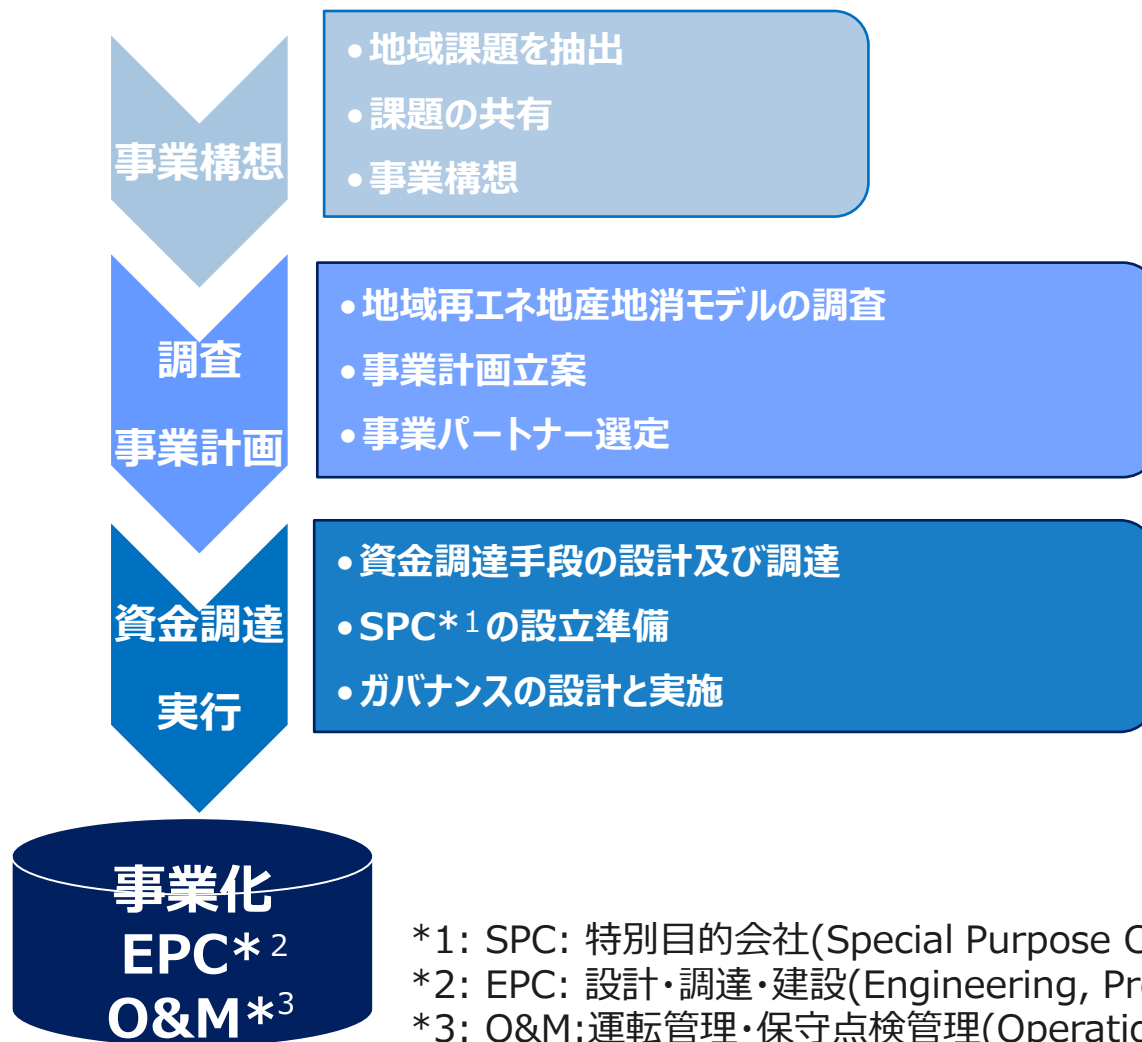 事業構想
•地域課題を抽出
•課題の共有
•事業構想
調査
事業計画
•地域再エネ地産地消モデルの調査
•事業計画立案
•事業パートナー選定
資金調達
実行
•資金調達手段の設計及び調達
•SPC*1の設立準備
•ガバナンスの設計と実施
事業化
EPC*2
O&M*3
*1: SPC: 特別目的会社(Special Purpose
*2: EPC: 設計・調達・建設(Engineering,
*3: O&M:運転管理・保守点検管理(Operation